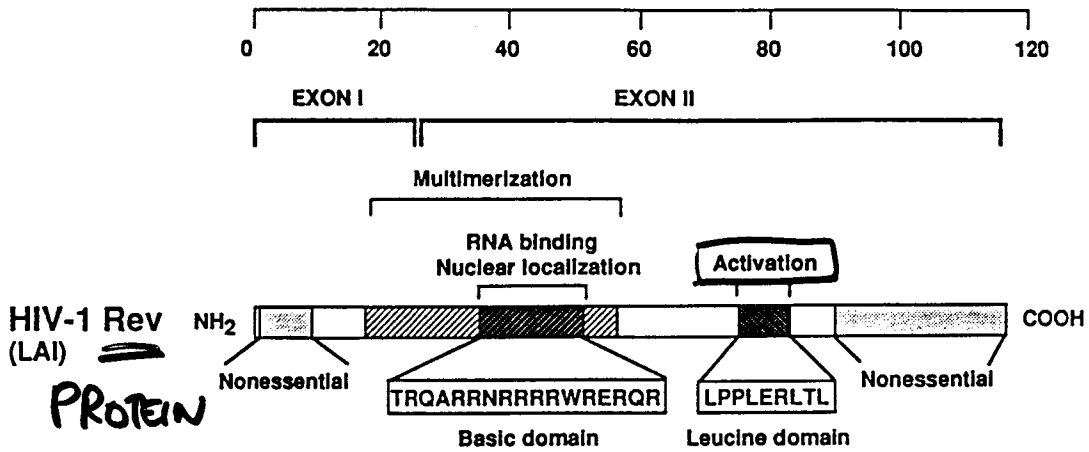 0 20 40 60 80 100 120
EXON I EXON II
Multimerization
RNA binding
Nuclear localization
Activation
HIV-1 Rev
(LAI)
NH2
COOH
Nonessential
Nonessential
PROTEIN
TRQARRNRRRRWRERQR
LPPLERLTL
Basic domain
Leucine domain